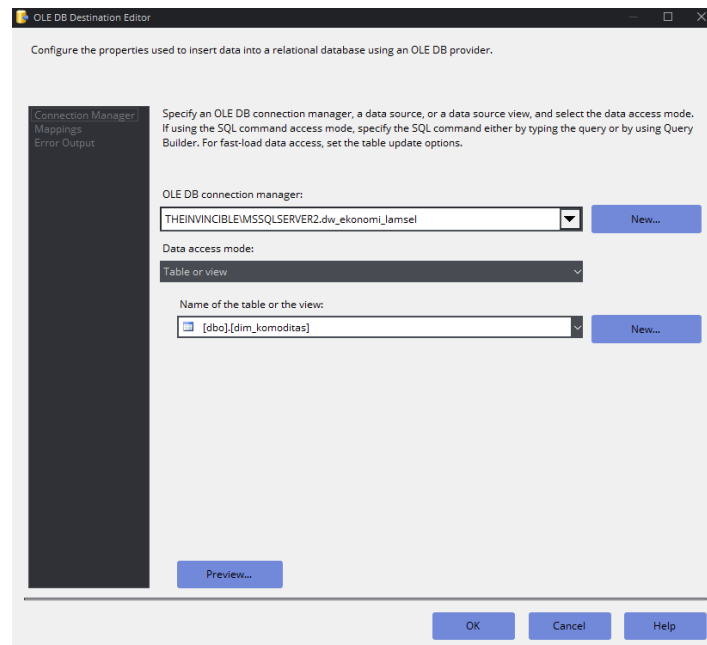 OLE DB Destination Editor
Configure the properties used to insert data into a relational database using an OLE DB provider.
Connection Manager
Mappings
Error Output
Specify an OLE DB connection manager, a data source, or a data source view, and select the data access mode.
If using the SQL command access mode, specify the SQL command either by typing the query or by using Query
Builder. For fast-load data access, set the table update options.
OLE DB connection manager:
THEINVINCIBLE\MSSQLSERVER2.dw_ekonomi_lamsel
New...
Data access mode:
Table or view
Name of the table or the view:
[dbo].[dim_komoditas]
New...
Preview...
OK
Cancel
Help